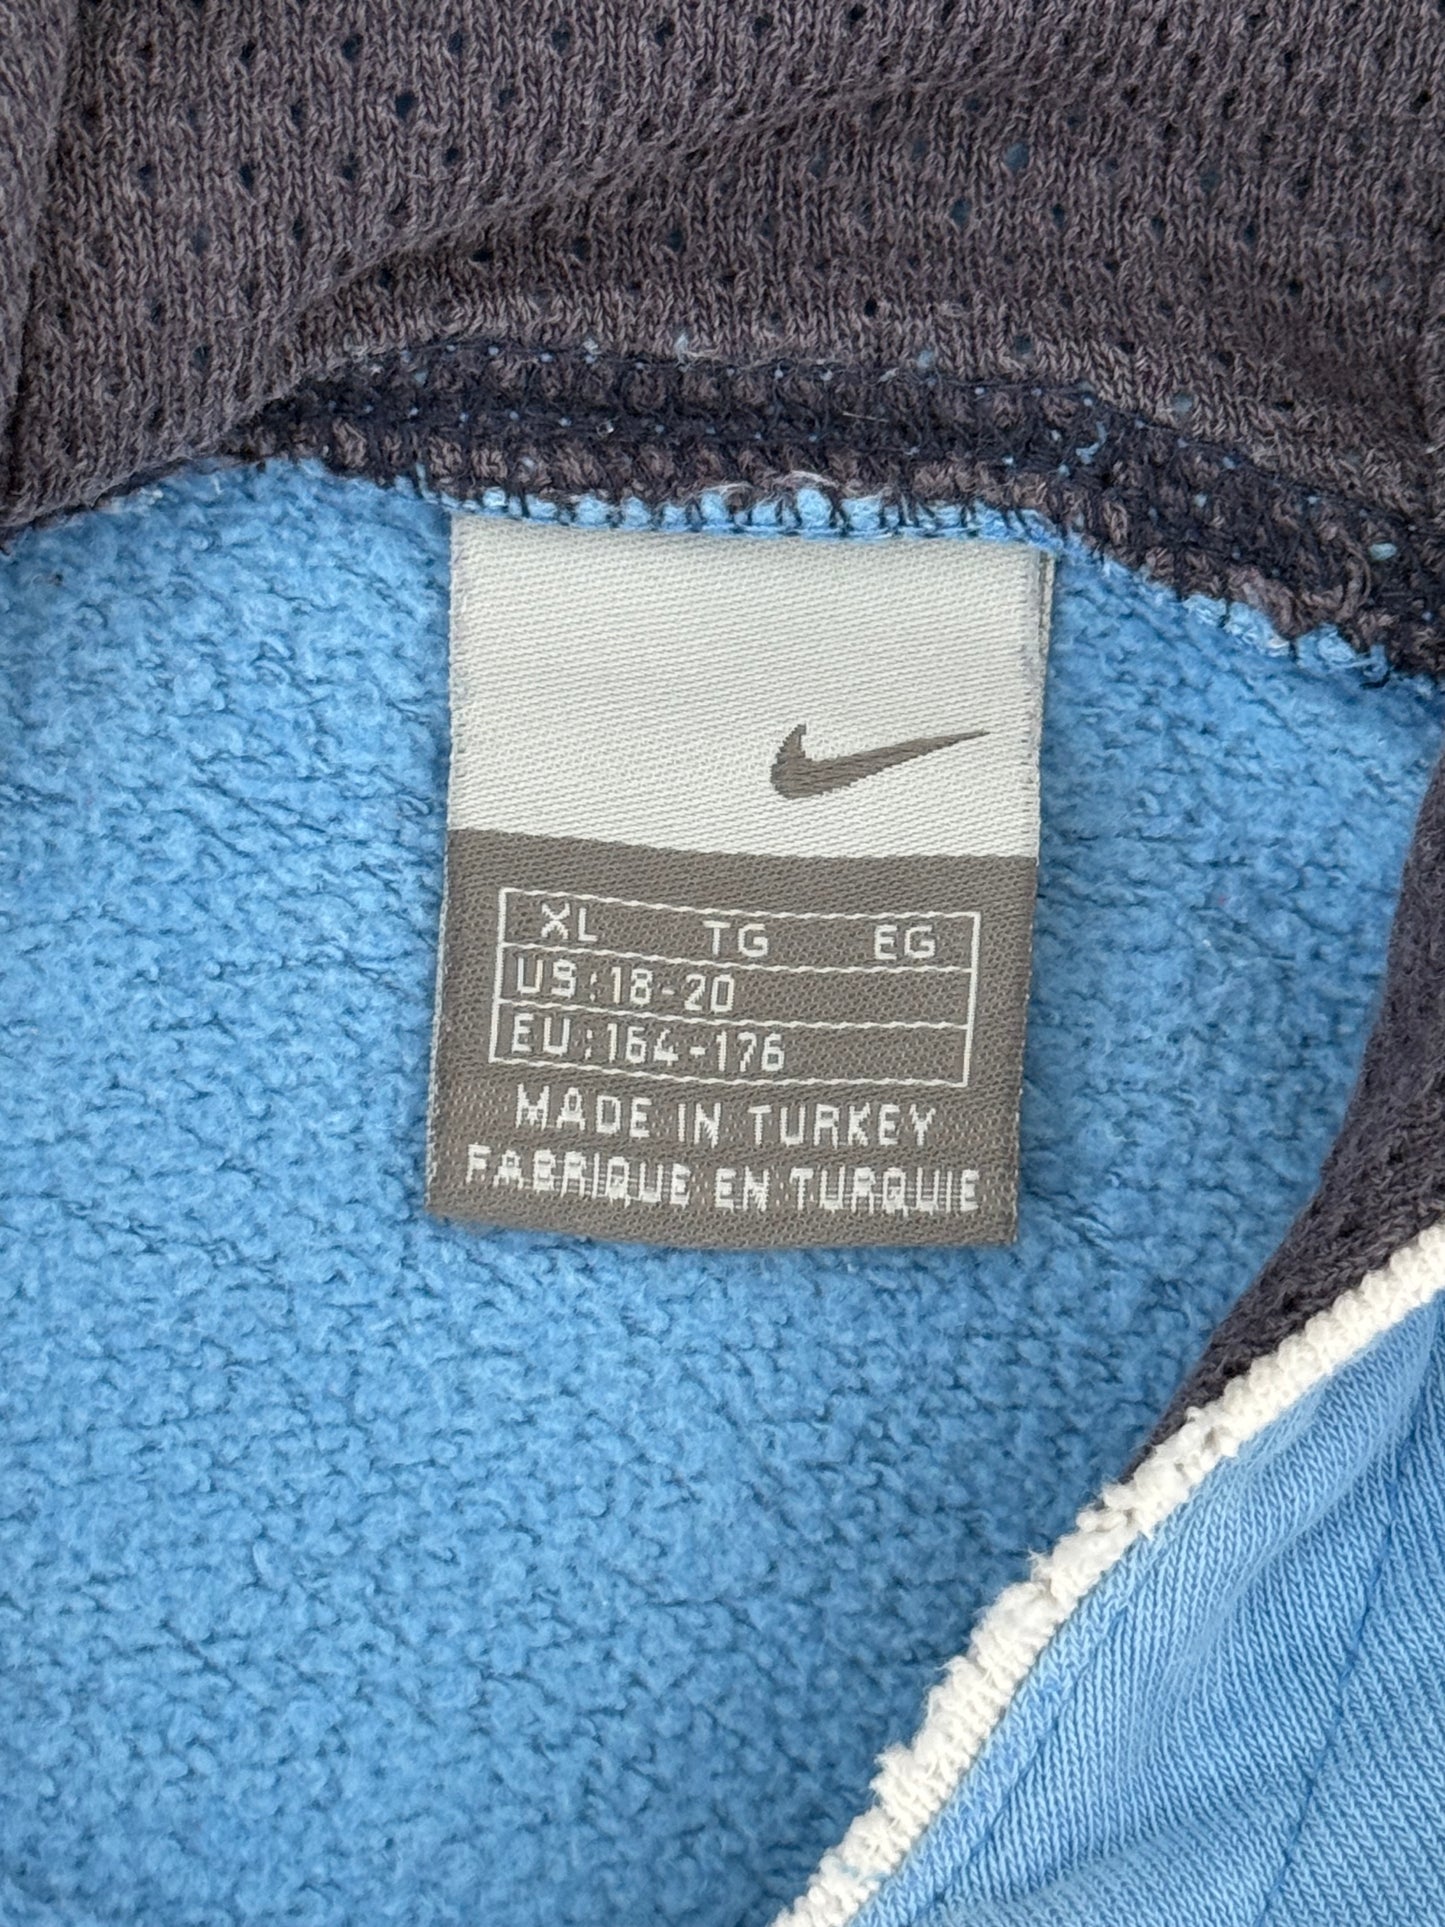 XL TG EG
US:18-20
EU:164-176
MADE IN TURKEY
FABRIQUE EN TURQUIE